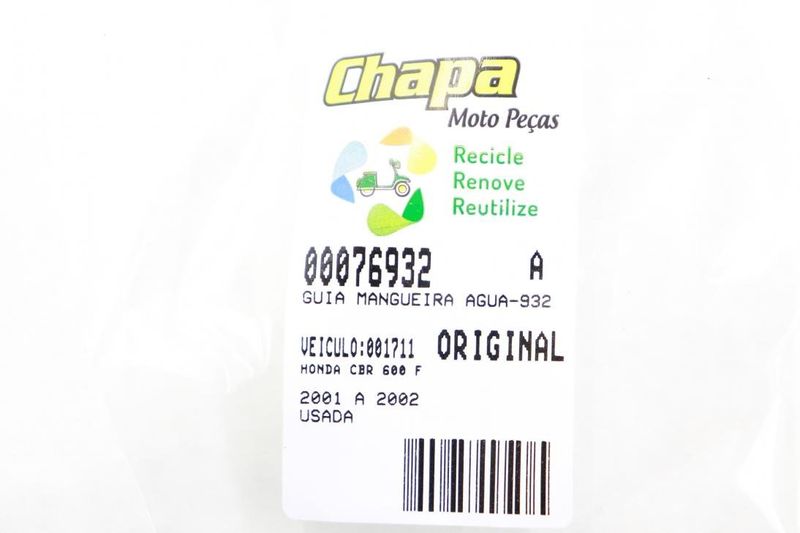 Chapa
Moto Peças
Recicle
Renove
Reutilize
00076932 A
GUIA MANGUEIRA AGUA-932
VEICULO:001711 ORIGINAL
HONDA CBR 600 F
2001 A 2002
USADA